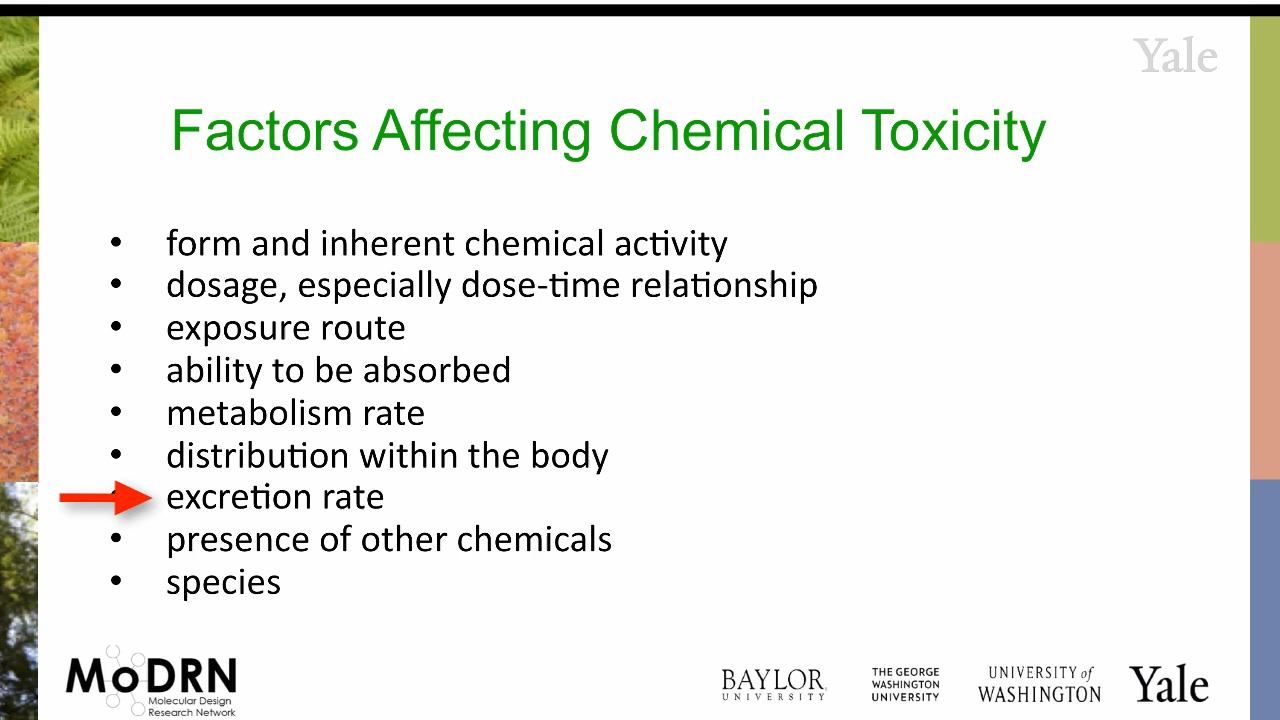 Yale
Factors Affecting Chemical Toxicity
• form and inherent chemical activity
• dosage, especially dose-time relationship
• exposure route
• ability to be absorbed
• metabolism rate
• distribution within the body
excretion rate
• presence of other chemicals
• species
MoDRN
Molecular Design
Research Network
BAYLOR
UNIVERSITY
THE GEORGE
WASHINGTON
UNIVERSITY
UNIVERSITY of
WASHINGTON
Yale